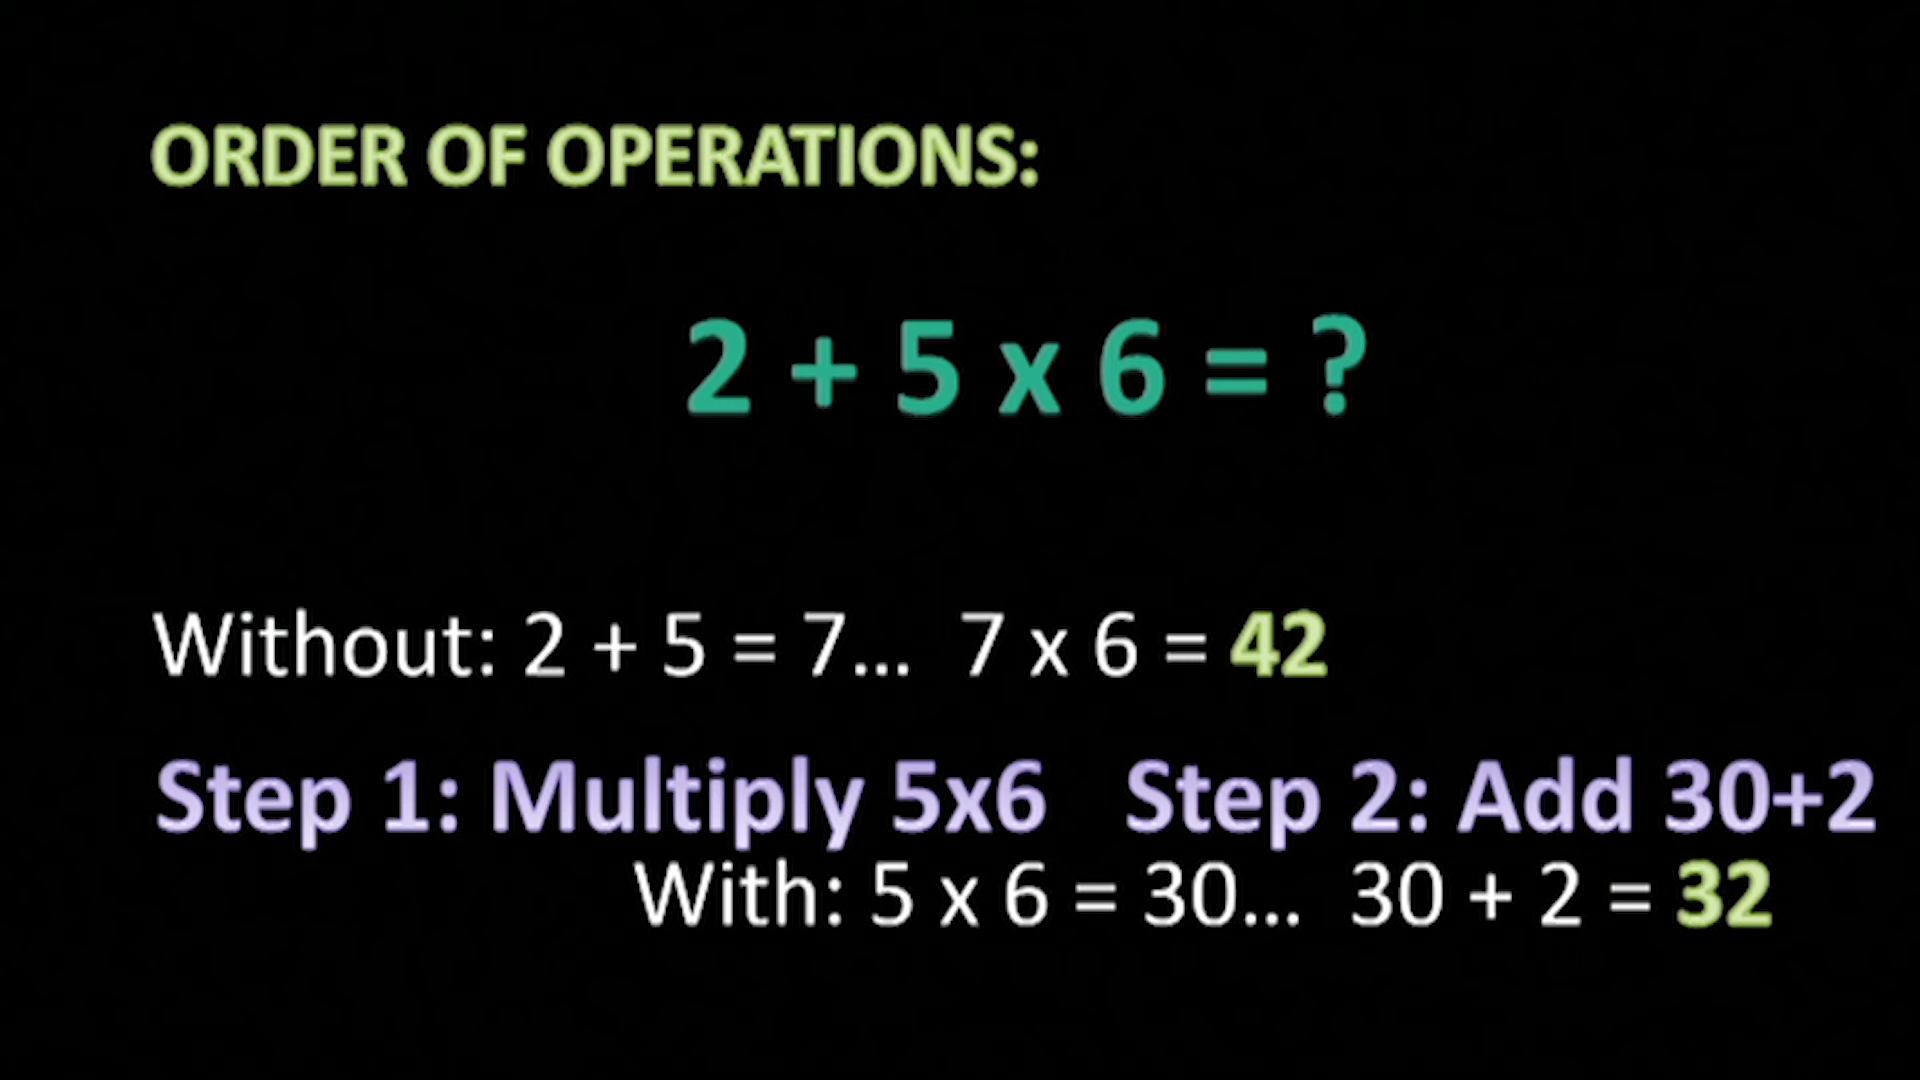 ORDER OF OPERATIONS:
2 + 5 x 6 = ?
Without: 2 + 5 = 7... 7 x 6 = 42
Step 1: Multiply 5x6 Step 2: Add 30+2
With: 5 x 6 = 30... 30 + 2 = 32